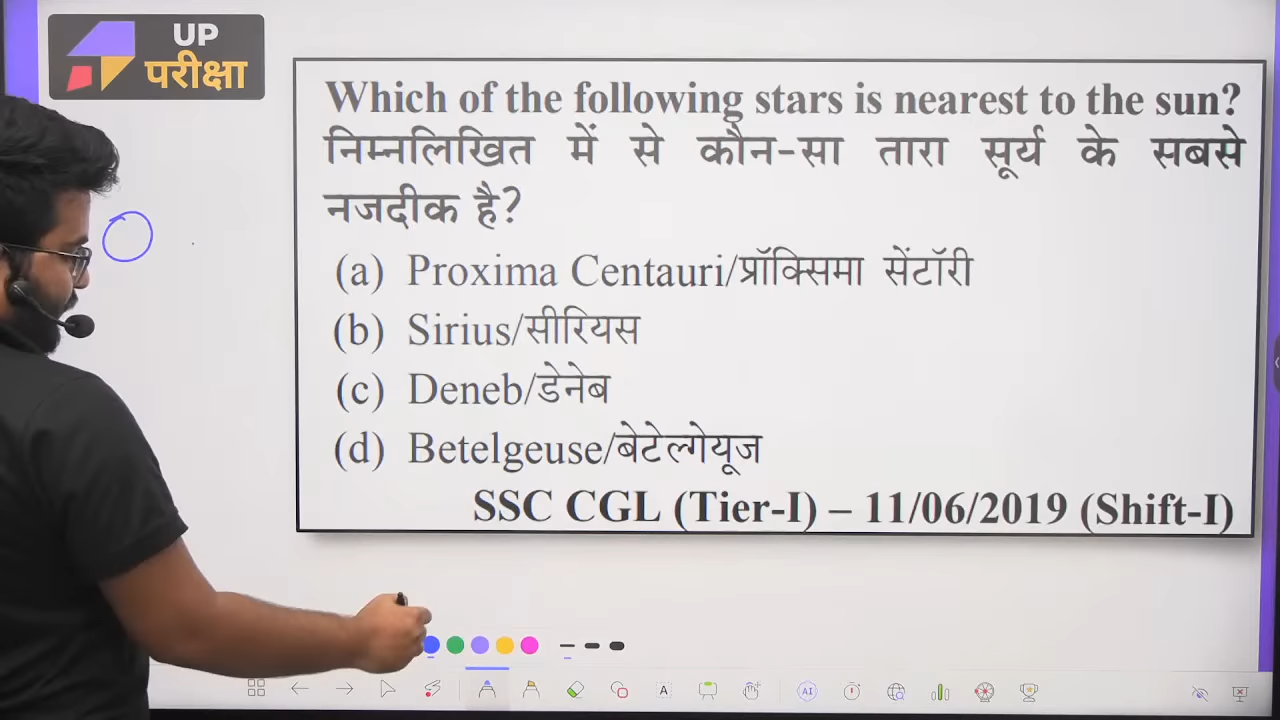 UP
परीक्षा
Which of the following stars is nearest to the sun?
निम्नलिखित में से कौन-सा तारा सूर्य के सबसे
नजदीक है?
(a) Proxima Centauri/प्रॉक्सिमा सेंटॉरी
(b) Sirius/सीरियस
(c) Deneb/डेनेब
(d) Betelgeuse/बेटेल्गेयूज
SSC CGL (Tier-I) – 11/06/2019 (Shift-I)
A
AI